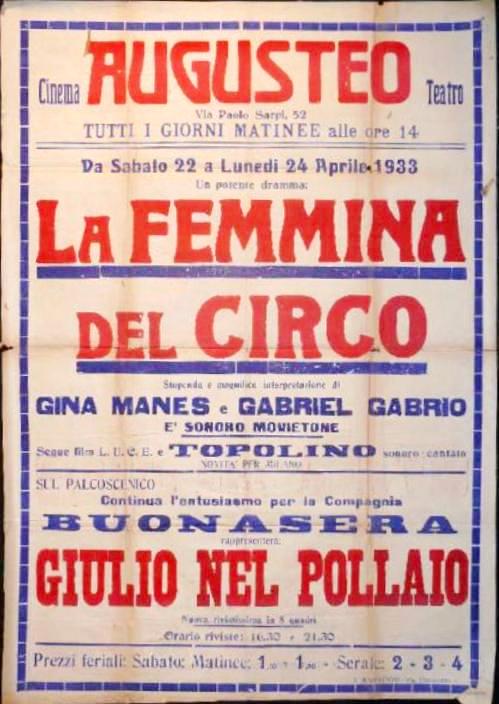 Cinema AUGUSTEO Teatro
Via Paolo Sarpi, 52
TUTTI I GIORNI MATINEE alle ore 14
Da Sabato 22 a Lunedì 24 Aprile 1933
Un potente dramma:
LA FEMMINA
DEL CIRCO
Stupenda e magnifica interpretazione di
GINA MANES e GABRIEL GABRIO
E' SONORO MOVIETONE
Segue film L. U. C. E. e TOPOLINO sonoro cantato
NOVITA' PER MILANO
SUL PALCOSCENICO
Continua l'entusiasmo per la Compagnia
BUONASERA
rappresenterà:
GIULIO NEL POLLAIO
Nuova rivistissima in 8 quadri
Orario riviste: 16.30 - 21.30
Prezzi feriali: Sabato: Matinée: 1, - 1, - Serale: 2 - 3 - 4